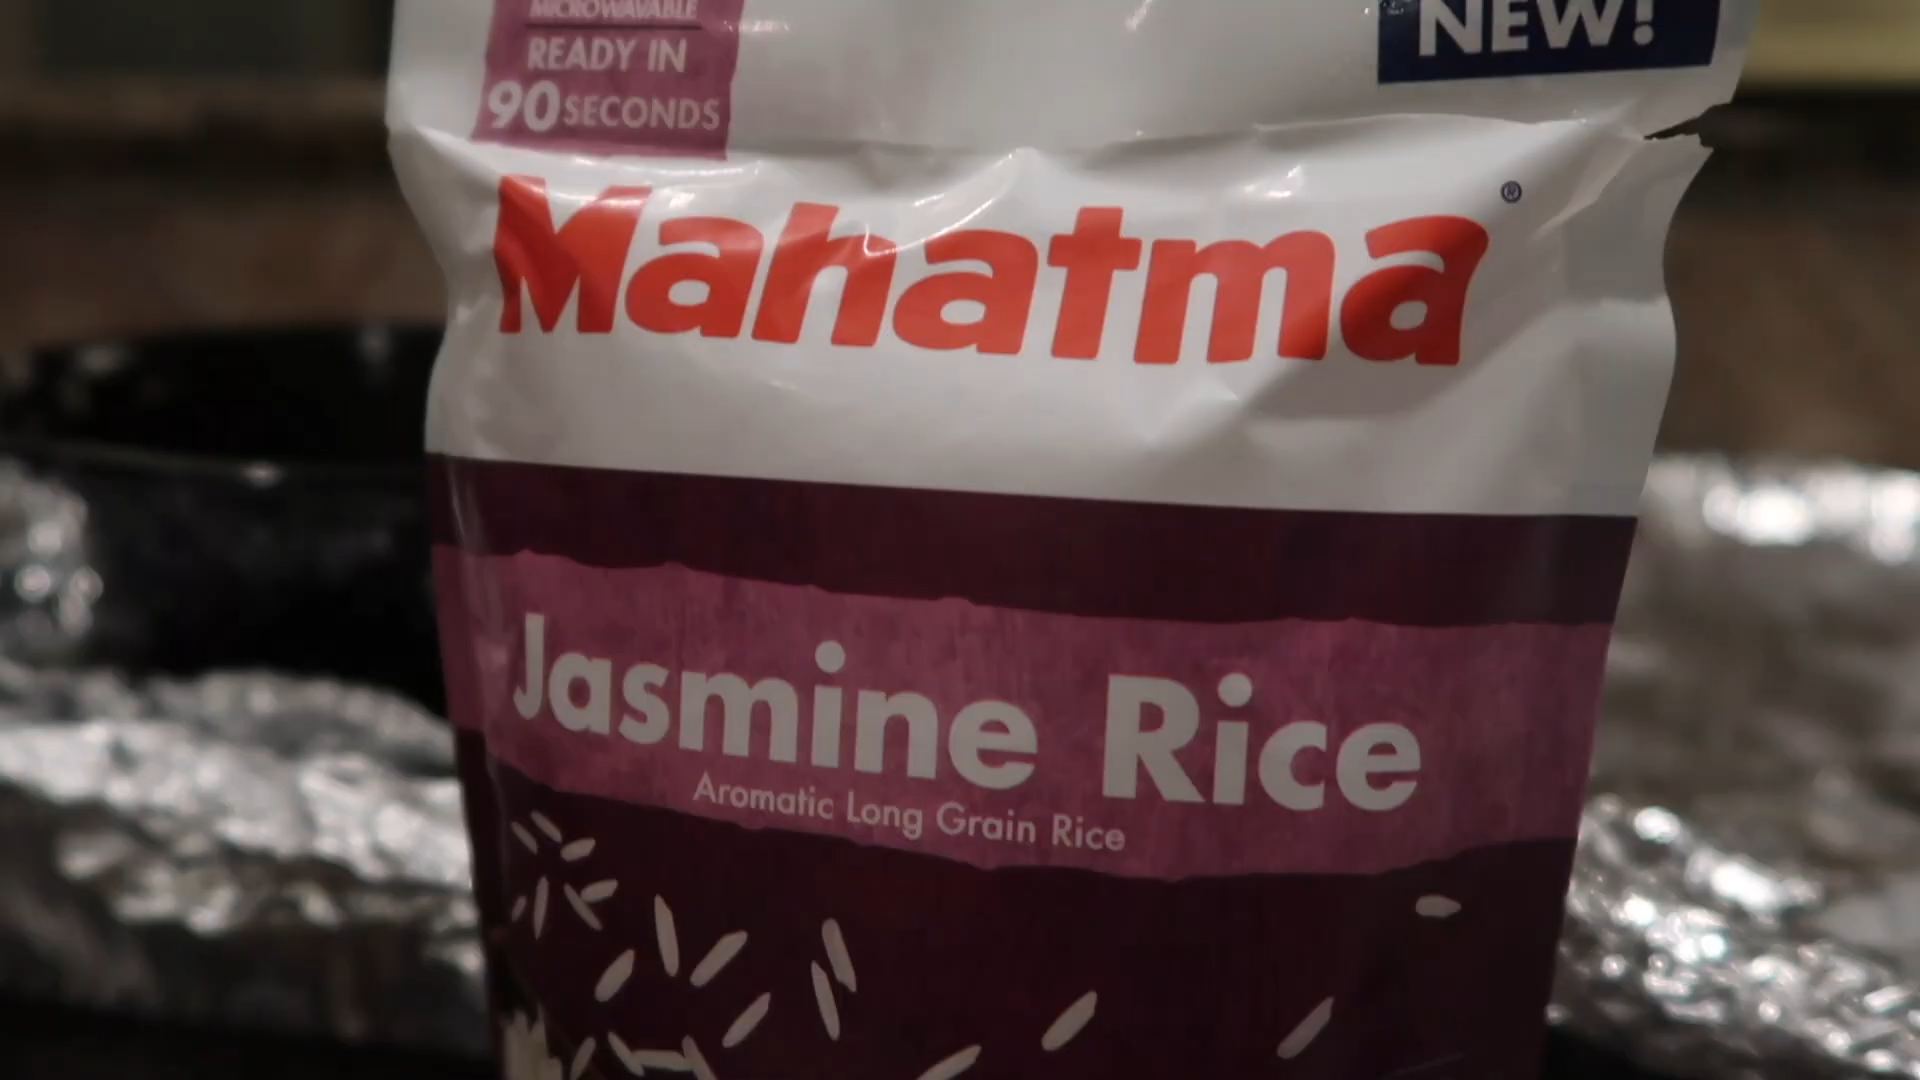 MICROWAVABLE
READY IN
90 SECONDS
NEW!
Mahatma®
Jasmine Rice
Aromatic Long Grain Rice